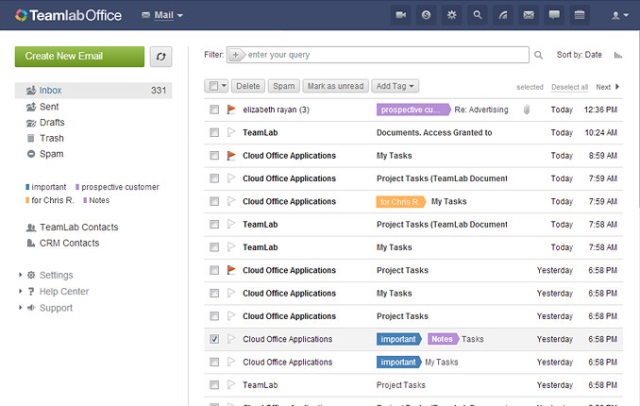 TeamlabOffice Mail
Create New Email
Inbox 331
Sent
Drafts
Trash
Spam
important prospective customer
for Chris R. Notes
TeamLab Contacts
CRM Contacts
Settings
Help Center
Support
Filter: enter your query Sort by: Date
Delete Spam Mark as unread Add Tag selected Deselect all Next
elizabeth rayan (3) prospective cu... Re: Advertising Today 12:36 PM
TeamLab Documents. Access Granted to Today 10:24 AM
Cloud Office Applications My Tasks Today 8:59 AM
Cloud Office Applications Project Tasks (TeamLab Document Today 7:59 AM
Cloud Office Applications for Chris R. My Tasks Today 7:59 AM
TeamLab Project Tasks (TeamLab Document Today 7:58 AM
TeamLab My Tasks Today 7:58 AM
Cloud Office Applications Project Tasks Yesterday 6:58 PM
Cloud Office Applications My Tasks Yesterday 6:58 PM
Cloud Office Applications Project Tasks Yesterday 6:58 PM
Cloud Office Applications important Notes Tasks Yesterday 6:58 PM
Cloud Office Applications important My Tasks Yesterday 6:58 PM
TeamLab Project Tasks Yesterday 6:58 PM